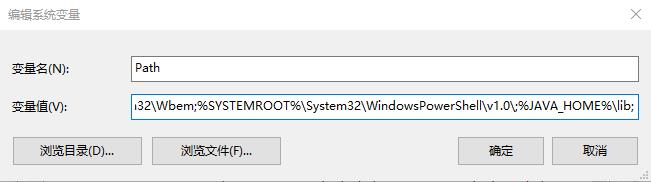 编辑系统变量
变量名(N):
Path
变量值(V):
ı32\Wbem;%SYSTEMROOT%\System32\WindowsPowerShell\v1.0\;%JAVA_HOME%\lib;
浏览目录(D)...
浏览文件(F)...
确定
取消